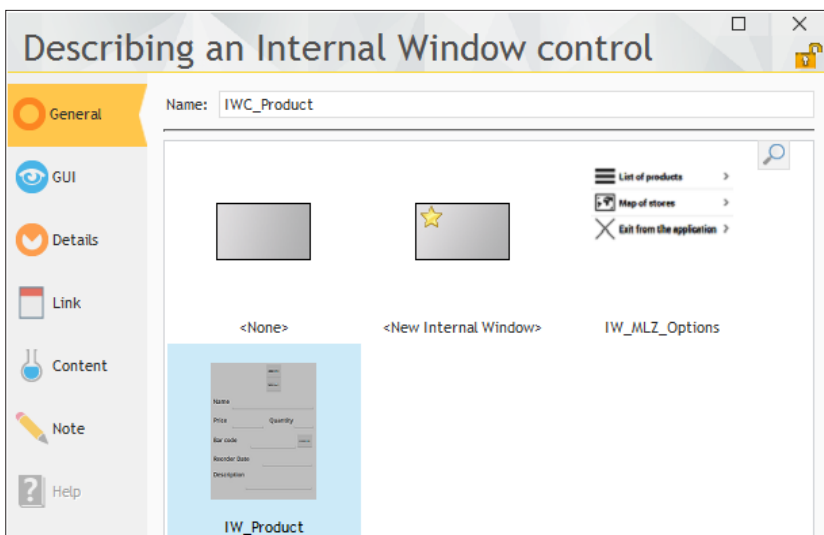 Describing an Internal Window control
General
Name: IWC_Product
GUI
List of products
Map of stores
Details
Exit from the application
Link
<None>
<New Internal Window>
IW_MLZ_Options
Content
Name
Price Quantity
Note
Bar code
Reorder Date
Description
Help
IW_Product